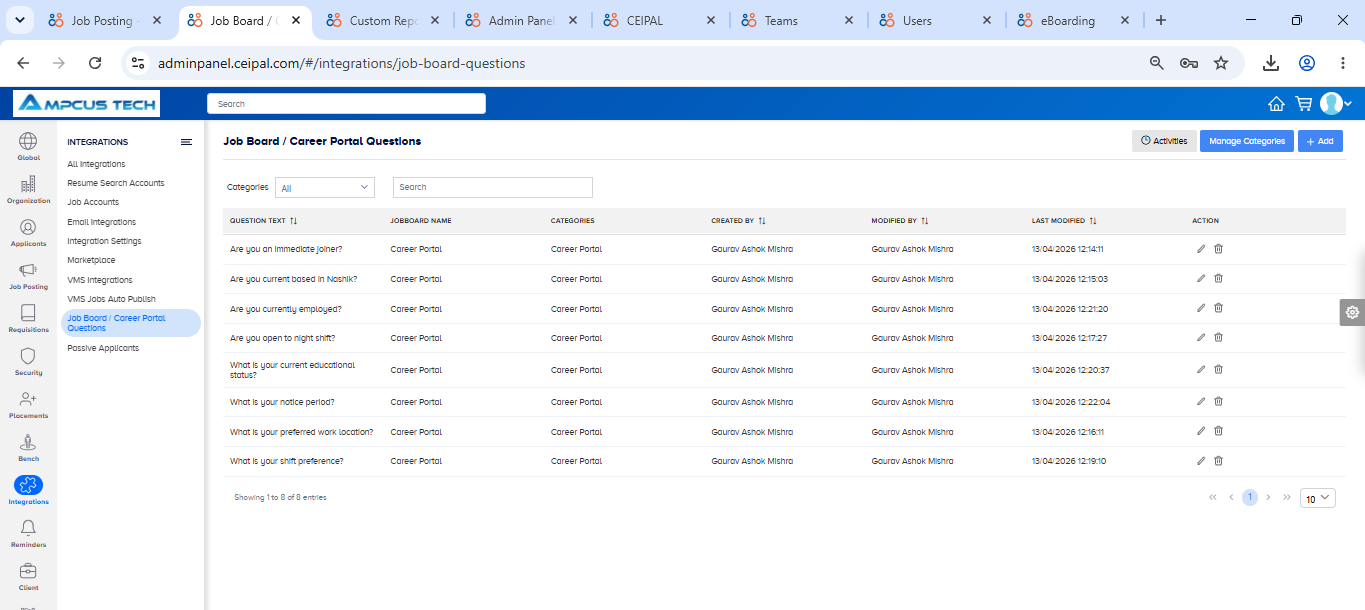 Job Posting -
Job Board / C
Custom Repo
Admin Panel
CEIPAL
Teams
Users
eBoarding
adminpanel.ceipal.com/#/integrations/job-board-questions
AMPCUS TECH
Search
Global
Organization
Applicants
Job Posting
Requisitions
Security
Placements
Bench
Integrations
Reminders
Client
INTEGRATIONS
All Integrations
Resume Search Accounts
Job Accounts
Email Integrations
Integration Settings
Marketplace
VMS Integrations
VMS Jobs Auto Publish
Job Board / Career Portal
Questions
Passive Applicants
Job Board / Career Portal Questions
Activities
Manage Categories
+ Add
Categories All Search
QUESTION TEXT JOBBOARD NAME CATEGORIES CREATED BY MODIFIED BY LAST MODIFIED ACTION
Are you an immediate joiner? Career Portal Career Portal Gaurav Ashok Mishra Gaurav Ashok Mishra 13/04/2026 12:14:11
Are you current based in Nashik? Career Portal Career Portal Gaurav Ashok Mishra Gaurav Ashok Mishra 13/04/2026 12:15:03
Are you currently employed? Career Portal Career Portal Gaurav Ashok Mishra Gaurav Ashok Mishra 13/04/2026 12:21:20
Are you open to night shift? Career Portal Career Portal Gaurav Ashok Mishra Gaurav Ashok Mishra 13/04/2026 12:17:27
What is your current educational
status? Career Portal Career Portal Gaurav Ashok Mishra Gaurav Ashok Mishra 13/04/2026 12:20:37
What is your notice period? Career Portal Career Portal Gaurav Ashok Mishra Gaurav Ashok Mishra 13/04/2026 12:22:04
What is your preferred work location? Career Portal Career Portal Gaurav Ashok Mishra Gaurav Ashok Mishra 13/04/2026 12:16:11
What is your shift preference? Career Portal Career Portal Gaurav Ashok Mishra Gaurav Ashok Mishra 13/04/2026 12:19:10
Showing 1 to 8 of 8 entries
« ‹ 1 › » 10